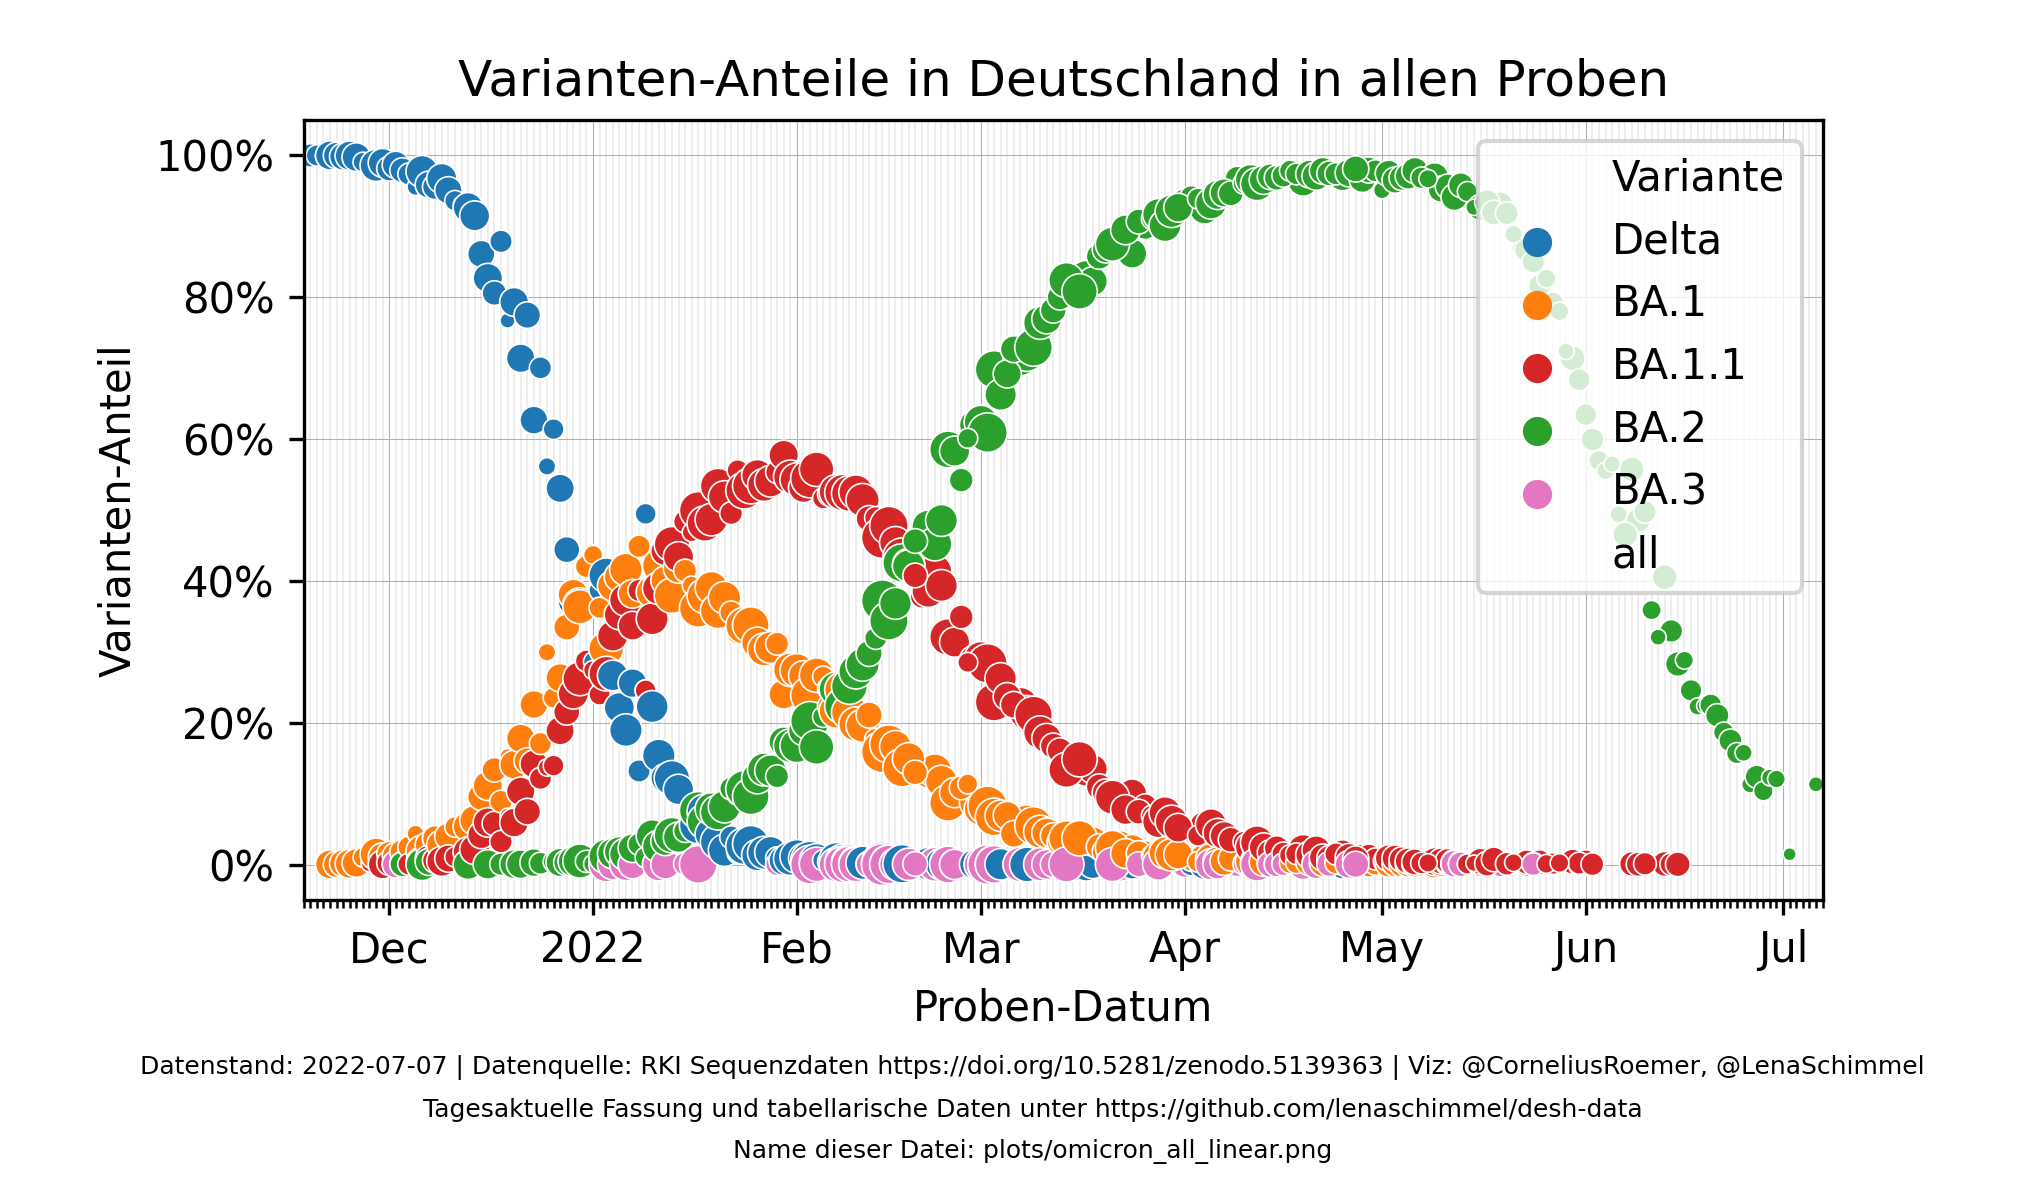 Varianten-Anteile in Deutschland in allen Proben
100%
80%
60%
40%
20%
0%
Varianten-Anteil
Variante
Delta
BA.1
BA.1.1
BA.2
BA.3
all
Dec 2022 Feb Mar Apr May Jun Jul
Proben-Datum
Datenstand: 2022-07-07 | Datenquelle: RKI Sequenzdaten https://doi.org/10.5281/zenodo.5139363 | Viz: @CorneliusRoemer, @LenaSchimmel
Tagesaktuelle Fassung und tabellarische Daten unter https://github.com/lenaschimmel/desh-data
Name dieser Datei: plots/omicron_all_linear.png